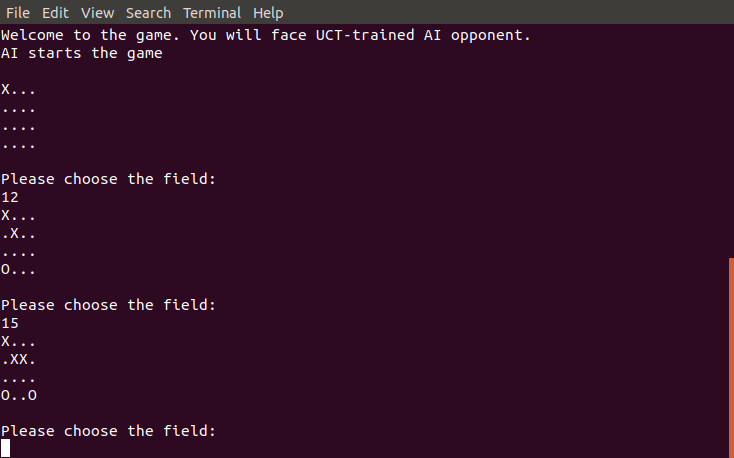 File Edit View Search Terminal Help
Welcome to the game. You will face UCT-trained AI opponent.
AI starts the game
X...
....
....
....
Please choose the field:
12
X...
.X..
....
O...
Please choose the field:
15
X...
.XX.
....
O..O
Please choose the field: